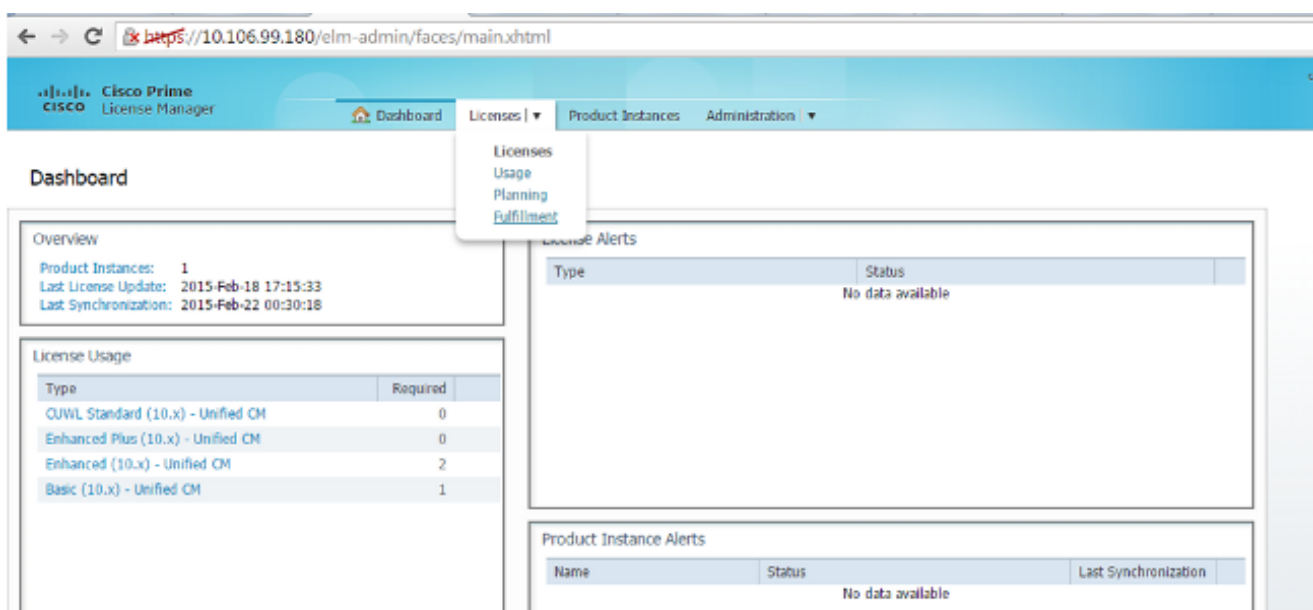 https://10.106.99.180/elm-admin/faces/main.xhtml
Cisco Prime
CISCO License Manager
Dashboard Licenses | ▼ Product Instances Administration | ▼
Licenses
Usage
Planning
Fulfillment
Dashboard
Overview
Product Instances: 1
Last License Update: 2015-Feb-18 17:15:33
Last Synchronization: 2015-Feb-22 00:30:18
License Usage
Type Required
CUWL Standard (10.x) - Unified CM 0
Enhanced Plus (10.x) - Unified CM 0
Enhanced (10.x) - Unified CM 2
Basic (10.x) - Unified CM 1
License Alerts
Type Status
No data available
Product Instance Alerts
Name Status Last Synchronization
No data available